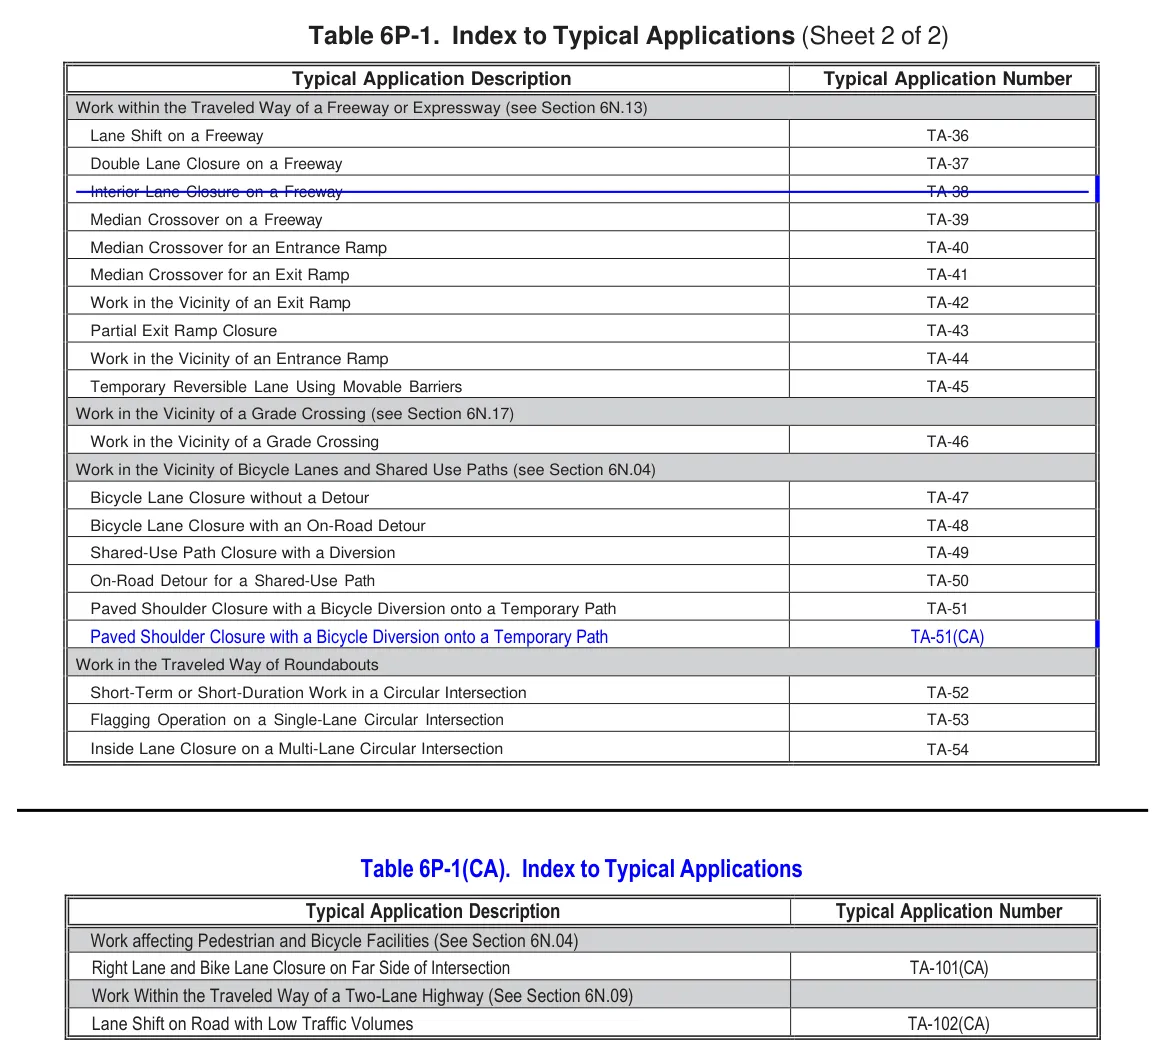 Table 6P-1. Index to Typical Applications (Sheet 2 of 2)
Typical Application Description Typical Application Number
Work within the Traveled Way of a Freeway or Expressway (see Section 6N.13)
Lane Shift on a Freeway TA-36
Double Lane Closure on a Freeway TA-37
Interior Lane Closure on a Freeway TA-38
Median Crossover on a Freeway TA-39
Median Crossover for an Entrance Ramp TA-40
Median Crossover for an Exit Ramp TA-41
Work in the Vicinity of an Exit Ramp TA-42
Partial Exit Ramp Closure TA-43
Work in the Vicinity of an Entrance Ramp TA-44
Temporary Reversible Lane Using Movable Barriers TA-45
Work in the Vicinity of a Grade Crossing (see Section 6N.17)
Work in the Vicinity of a Grade Crossing TA-46
Work in the Vicinity of Bicycle Lanes and Shared Use Paths (see Section 6N.04)
Bicycle Lane Closure without a Detour TA-47
Bicycle Lane Closure with an On-Road Detour TA-48
Shared-Use Path Closure with a Diversion TA-49
On-Road Detour for a Shared-Use Path TA-50
Paved Shoulder Closure with a Bicycle Diversion onto a Temporary Path TA-51
Paved Shoulder Closure with a Bicycle Diversion onto a Temporary Path TA-51(CA)
Work in the Traveled Way of Roundabouts
Short-Term or Short-Duration Work in a Circular Intersection TA-52
Flagging Operation on a Single-Lane Circular Intersection TA-53
Inside Lane Closure on a Multi-Lane Circular Intersection TA-54
Table 6P-1(CA). Index to Typical Applications
Typical Application Description Typical Application Number
Work affecting Pedestrian and Bicycle Facilities (See Section 6N.04)
Right Lane and Bike Lane Closure on Far Side of Intersection TA-101(CA)
Work Within the Traveled Way of a Two-Lane Highway (See Section 6N.09)
Lane Shift on Road with Low Traffic Volumes TA-102(CA)